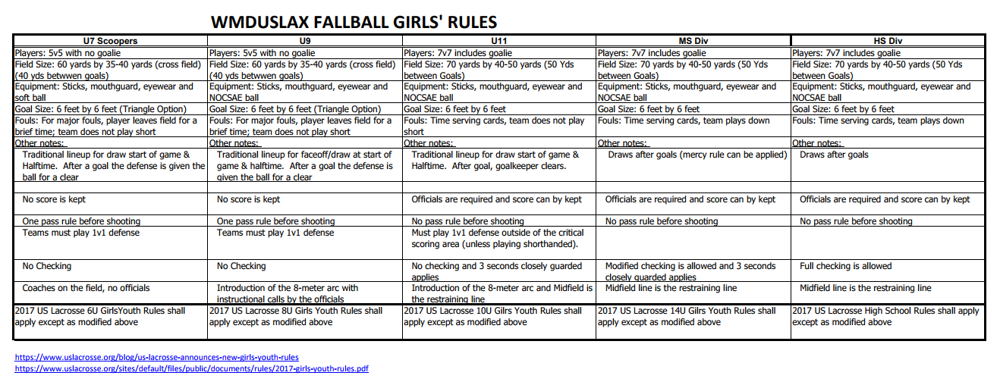 WMDUSLAX FALLBALL GIRLS' RULES
U7 Scoopers U9 U11 MS Div HS Div
Players: 5v5 with no goalie Players: 5v5 with no goalie Players: 7v7 includes goalie Players: 7v7 includes goalie Players: 7v7 includes goalie
Field Size: 60 yards by 35-40 yards (cross field) Field Size: 60 yards by 35-40 yards (cross field) Field Size: 70 yards by 40-50 yards (50 Yds Field Size: 70 yards by 40-50 yards (50 Yds Field Size: 70 yards by 40-50 yards (50 Yds
(40 yds betwwen goals) (40 yds betwwen goals) between Goals) between Goals) between Goals)
Equipment: Sticks, mouthguard, eyewear and Equipment: Sticks, mouthguard, eyewear and Equipment: Sticks, mouthguard, eyewear and Equipment: Sticks, mouthguard, eyewear and Equipment: Sticks, mouthguard, eyewear and
soft ball NOCSAE ball NOCSAE ball NOCSAE ball NOCSAE ball
Goal Size: 6 feet by 6 feet (Triangle Option) Goal Size: 6 feet by 6 feet (Triangle Option) Goal Size: 6 feet by 6 feet Goal Size: 6 feet by 6 feet Goal Size: 6 feet by 6 feet
Fouls: For major fouls, player leaves field for a Fouls: For major fouls, player leaves field for a Fouls: Time serving cards, team does not play Fouls: Time serving cards, team plays down Fouls: Time serving cards, team plays down
brief time; team does not play short brief time; team does not play short short
Other notes: Other notes: Other notes: Other notes: Other notes:
Traditional lineup for draw start of game & Traditional lineup for faceoff/draw at start of Traditional lineup for draw start of game & Draws after goals (mercy rule can be applied) Draws after goals
Halftime. After a goal the defense is given the game & halftime. After a goal the defense is Halftime. After goal, goalkeeper clears.
ball for a clear given the ball for a clear
No score is kept No score is kept Officials are required and score can by kept Officials are required and score can by kept Officials are required and score can by kept
One pass rule before shooting One pass rule before shooting No pass rule before shooting No pass rule before shooting No pass rule before shooting
Teams must play 1v1 defense Teams must play 1v1 defense Must play 1v1 defense outside of the critical
scoring area (unless playing shorthanded).
No Checking No Checking No checking and 3 seconds closely guarded Modified checking is allowed and 3 seconds Full checking is allowed
applies closely guarded applies
Coaches on the field, no officials Introduction of the 8-meter arc with Introduction of the 8-meter arc and Midfield is Midfield line is the restraining line Midfield line is the restraining line
instructional calls by the officials the restraining line
2017 US Lacrosse 6U GirlsYouth Rules shall 2017 US Lacrosse 8U Girls Youth Rules shall 2017 US Lacrosse 10U Gilrs Youth Rules shall 2017 US Lacrosse 14U Gilrs Youth Rules shall 2017 US Lacrosse High School Rules shall apply
apply except as modified above apply except as modified above apply except as modified above apply except as modified above except as modified above
https://www.uslacrosse.org/blog/us-lacrosse-announces-new-girls-youth-rules
https://www.uslacrosse.org/sites/default/files/public/documents/rules/2017-girls-youth-rules.pdf